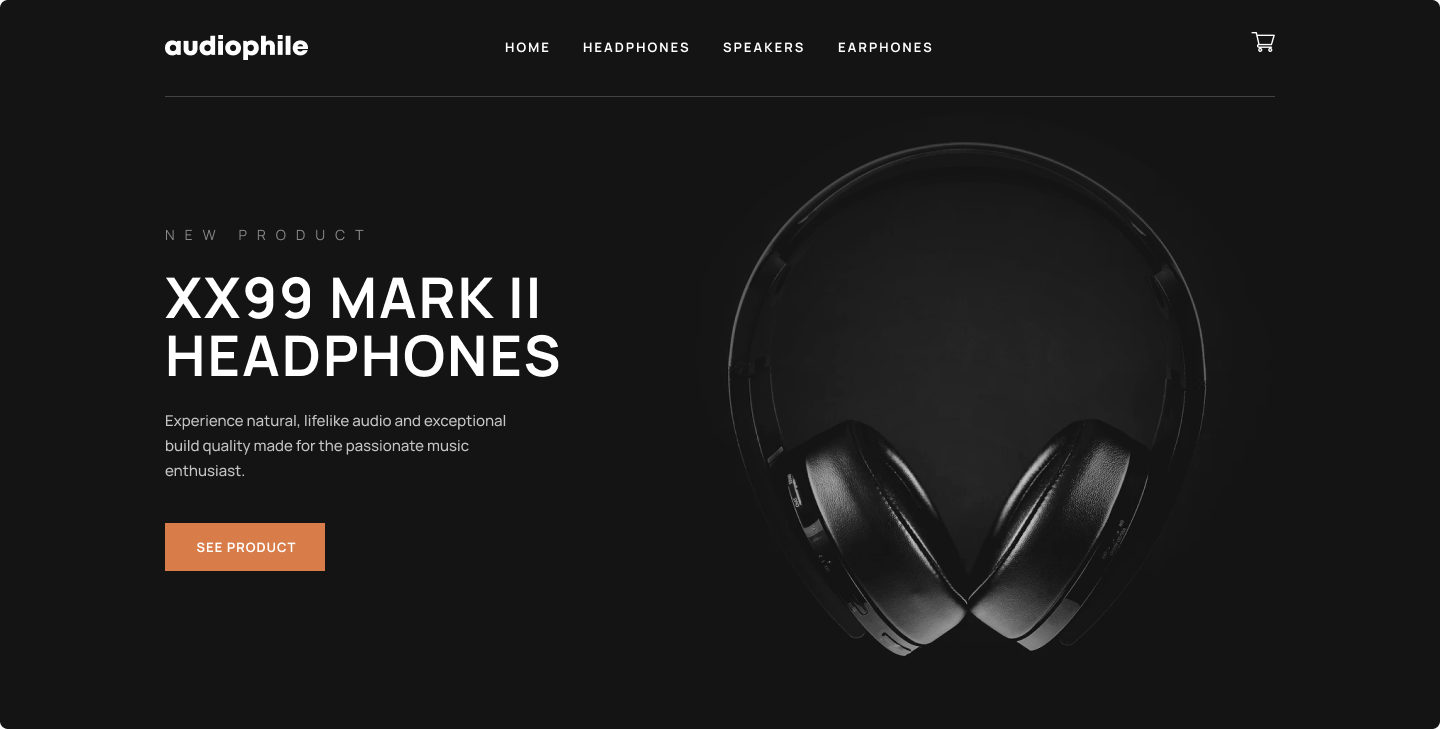 audiophile
HOME
HEADPHONES
SPEAKERS
EARPHONES
NEW PRODUCT
XX99 MARK II
HEADPHONES
Experience natural, lifelike audio and exceptional
build quality made for the passionate music
enthusiast.
SEE PRODUCT